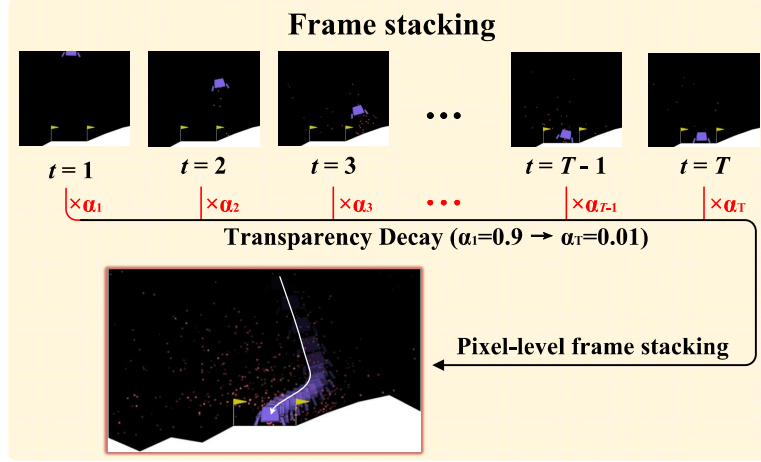 Frame stacking
...
t = 1
t = 2
t = 3
t = T - 1
t = T
×α₁
×α₂
×α₃
...
×α_T-1
×α_T
Transparency Decay (α₁=0.9 → α_T=0.01)
Pixel-level frame stacking